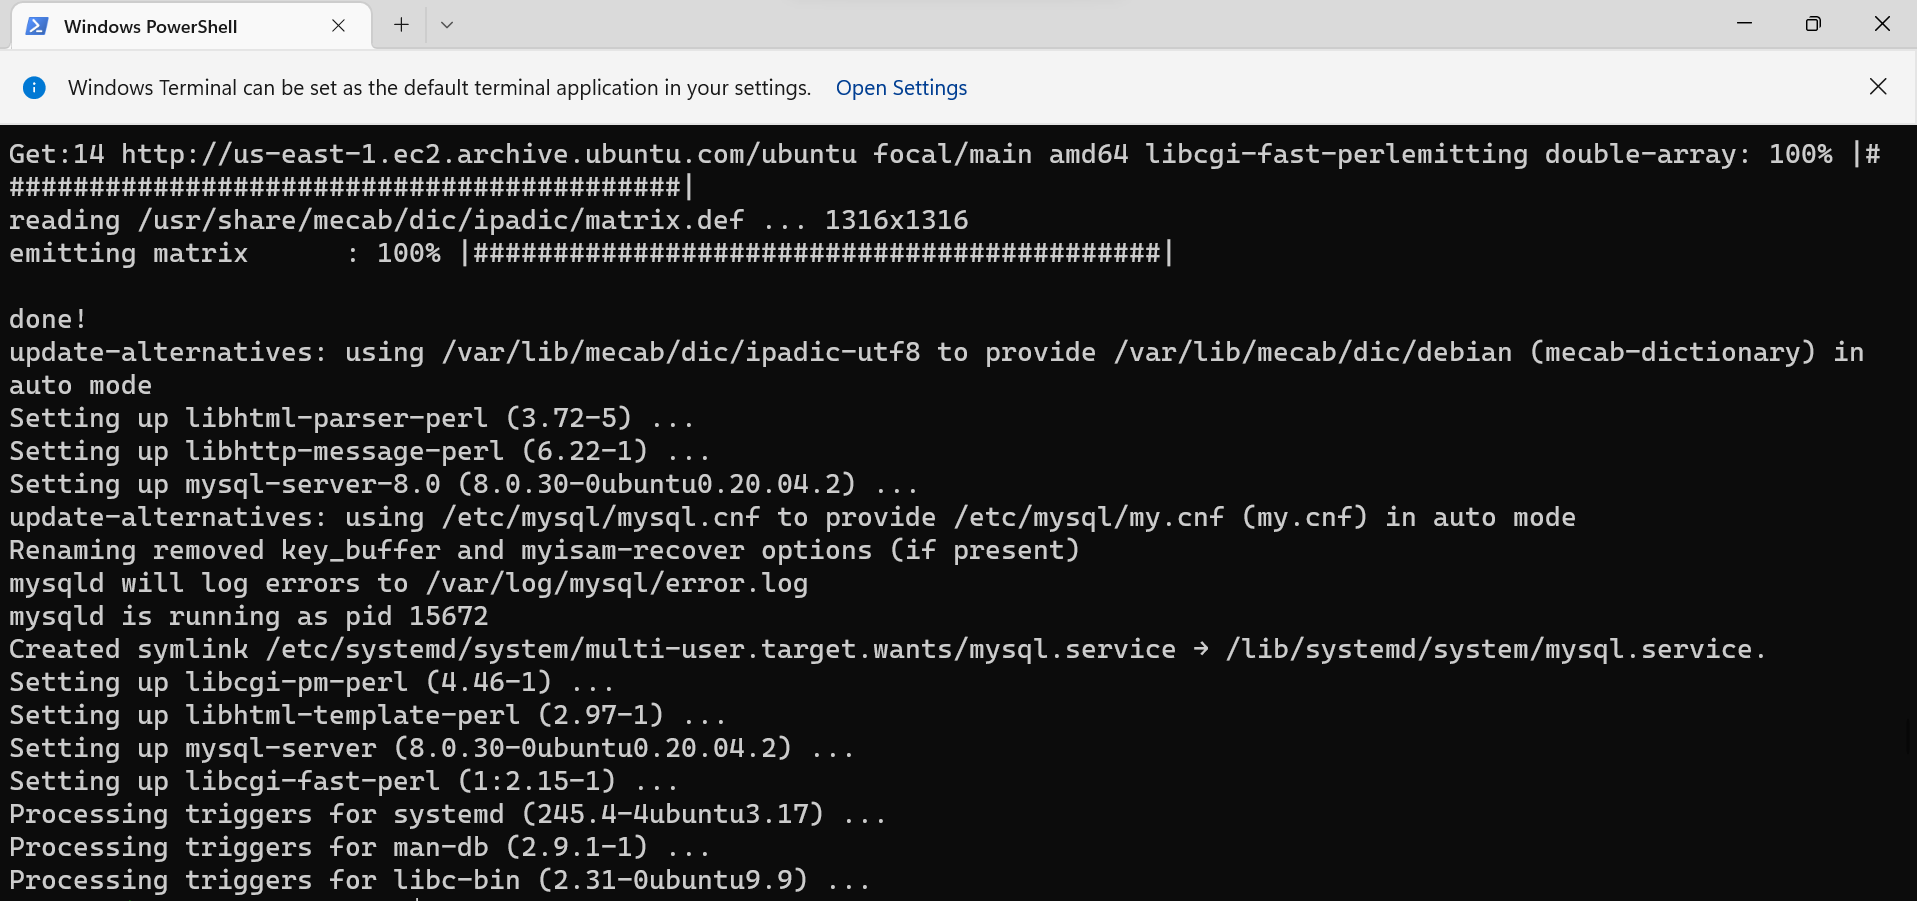 Windows PowerShell
Windows Terminal can be set as the default terminal application in your settings. Open Settings
Get:14 http://us-east-1.ec2.archive.ubuntu.com/ubuntu focal/main amd64 libcgi-fast-perlemitting double-array: 100% |#
##########################################|
reading /usr/share/mecab/dic/ipadic/matrix.def ... 1316x1316
emitting matrix      : 100% |###########################################|
done!
update-alternatives: using /var/lib/mecab/dic/ipadic-utf8 to provide /var/lib/mecab/dic/debian (mecab-dictionary) in
auto mode
Setting up libhtml-parser-perl (3.72-5) ...
Setting up libhttp-message-perl (6.22-1) ...
Setting up mysql-server-8.0 (8.0.30-0ubuntu0.20.04.2) ...
update-alternatives: using /etc/mysql/mysql.cnf to provide /etc/mysql/my.cnf (my.cnf) in auto mode
Renaming removed key_buffer and myisam-recover options (if present)
mysqld will log errors to /var/log/mysql/error.log
mysqld is running as pid 15672
Created symlink /etc/systemd/system/multi-user.target.wants/mysql.service → /lib/systemd/system/mysql.service.
Setting up libcgi-pm-perl (4.46-1) ...
Setting up libhtml-template-perl (2.97-1) ...
Setting up mysql-server (8.0.30-0ubuntu0.20.04.2) ...
Setting up libcgi-fast-perl (1:2.15-1) ...
Processing triggers for systemd (245.4-4ubuntu3.17) ...
Processing triggers for man-db (2.9.1-1) ...
Processing triggers for libc-bin (2.31-0ubuntu9.9) ...